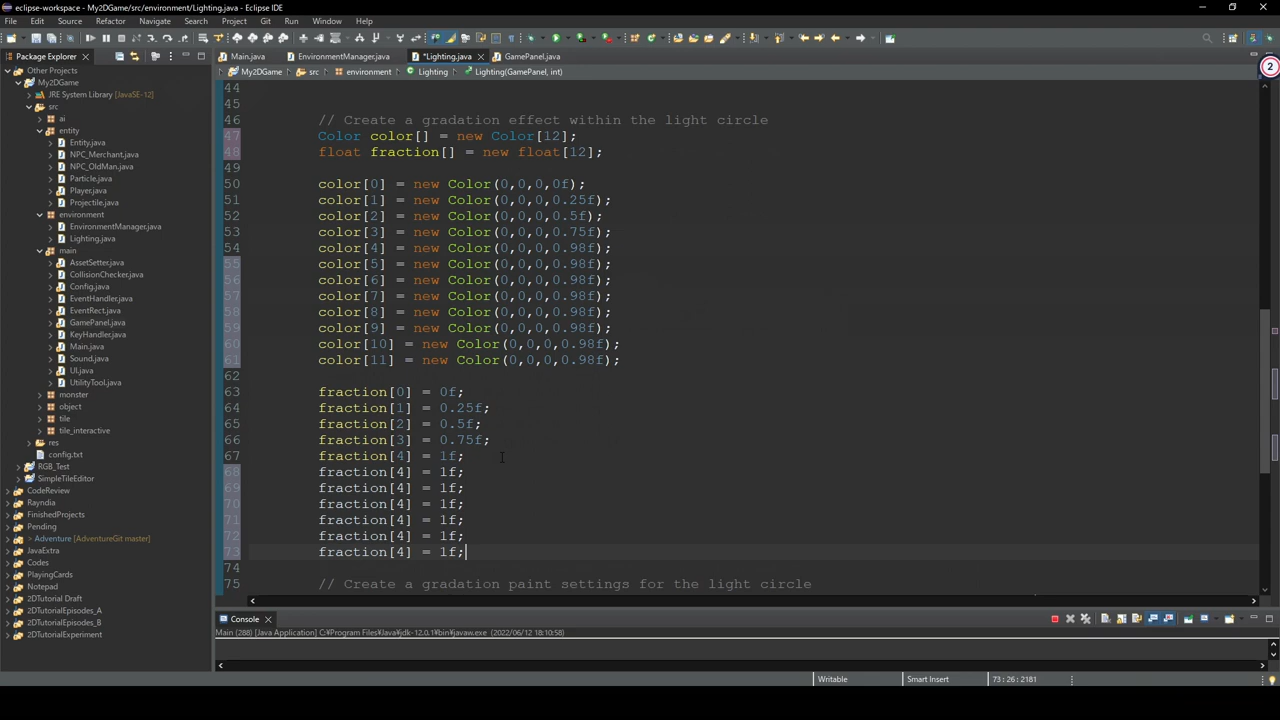 eclipse-workspace - My2DGame/src/environment/Lighting.java - Eclipse IDE
File Edit Source Refactor Navigate Search Project Git Run Window Help
Package Explorer
Main.java EnvironmentManager.java *Lighting.java GamePanel.java
My2DGame src environment Lighting Lighting(GamePanel, int)
2
Other Projects
My2DGame
JRE System Library [JavaSE-12]
src
ai
entity
Entity.java
NPC_Merchant.java
NPC_OldMan.java
Particle.java
Player.java
Projectile.java
environment
EnvironmentManager.java
Lighting.java
main
AssetSetter.java
CollisionChecker.java
Config.java
EventHandler.java
EventRect.java
GamePanel.java
KeyHandler.java
Main.java
Sound.java
UI.java
UtilityTool.java
monster
object
tile
tile_interactive
res
config.txt
RGB_Test
SimpleTileEditor
CodeReview
Rayndia
FinishedProjects
Pending
> Adventure [AdventureGit master]
JavaExtra
Codes
PlayingCards
Notepad
2DTutorial Draft
2DTutorialEpisodes_A
2DTutorialEpisodes_B
2DTutorialExperiment
44
45
46 // Create a gradation effect within the light circle
47 Color color[] = new Color[12];
48 float fraction[] = new float[12];
49
50 color[0] = new Color(0,0,0,0f);
51 color[1] = new Color(0,0,0,0.25f);
52 color[2] = new Color(0,0,0,0.5f);
53 color[3] = new Color(0,0,0,0.75f);
54 color[4] = new Color(0,0,0,0.98f);
55 color[5] = new Color(0,0,0,0.98f);
56 color[6] = new Color(0,0,0,0.98f);
57 color[7] = new Color(0,0,0,0.98f);
58 color[8] = new Color(0,0,0,0.98f);
59 color[9] = new Color(0,0,0,0.98f);
60 color[10] = new Color(0,0,0,0.98f);
61 color[11] = new Color(0,0,0,0.98f);
62
63 fraction[0] = 0f;
64 fraction[1] = 0.25f;
65 fraction[2] = 0.5f;
66 fraction[3] = 0.75f;
67 fraction[4] = 1f;
68 fraction[4] = 1f;
69 fraction[4] = 1f;
70 fraction[4] = 1f;
71 fraction[4] = 1f;
72 fraction[4] = 1f;
73 fraction[4] = 1f;
74
75 // Create a gradation paint settings for the light circle
Console
Main (288) [Java Application] C:\Program Files\Java\jdk-12.0.1\bin\javaw.exe (2022/06/12 18:10:58)
Writable Smart Insert 73 : 26 : 2181